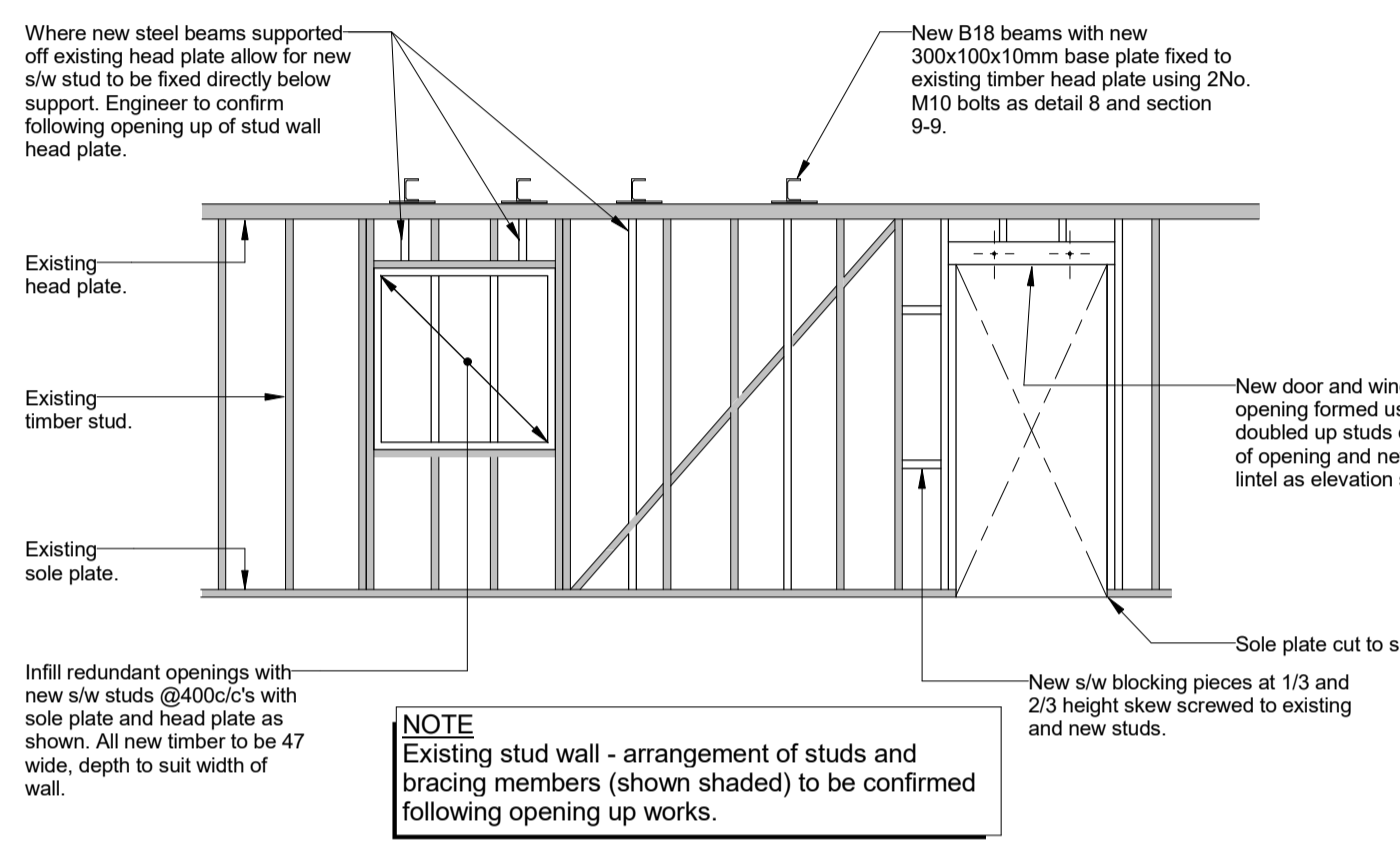 Where new steel beams supported
off existing head plate allow for new
s/w stud to be fixed directly below
support. Engineer to confirm
following opening up of stud wall
head plate.
New B18 beams with new
300x100x10mm base plate fixed to
existing timber head plate using 2No.
M10 bolts as detail 8 and section
9-9.
Existing
head plate.
Existing
timber stud.
Existing
sole plate.
New door and
opening formed
doubled up studs
of opening and
lintel as elevation
Sole plate cut to
Infill redundant openings with
new s/w studs @400c/c's with
sole plate and head plate as
shown. All new timber to be 47
wide, depth to suit width of
wall.
New s/w blocking pieces at 1/3 and
2/3 height skew screwed to existing
and new studs.
NOTE
Existing stud wall - arrangement of studs and
bracing members (shown shaded) to be confirmed
following opening up works.